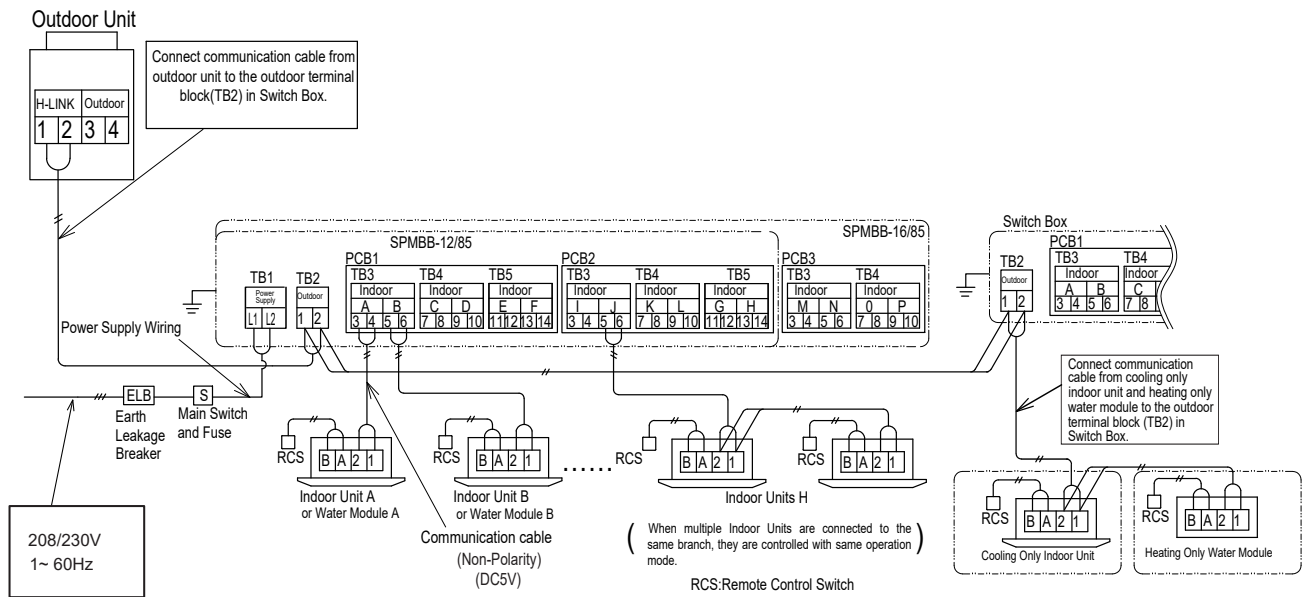 Outdoor Unit
Connect communication cable from
outdoor unit to the outdoor terminal
block(TB2) in Switch Box.
H-LINK Outdoor
1 2 3 4
SPMBB-12/85
SPMBB-16/85
Switch Box
TB1
Power
Supply
L1 L2
TB2
Outdoor
1 2
PCB1
TB3 TB4 TB5
Indoor Indoor Indoor
A B C D E F
3 4 5 6 7 8 9 10 11 12 13 14
PCB2
TB3 TB4 TB5
Indoor Indoor Indoor
I J K L G H
3 4 5 6 7 8 9 10 11 12 13 14
PCB3
TB3 TB4
Indoor Indoor
M N 0 P
3 4 5 6 7 8 9 10
TB2
Outdoor
1 2
PCB1
TB3 TB4
Indoor Indoor
A B C
3 4 5 6 7 8
Power Supply Wiring
ELB
Earth
Leakage
Breaker
S
Main Switch
and Fuse
208/230V
1~ 60Hz
RCS
B A 2 1
Indoor Unit A
or Water Module A
RCS
B A 2 1
Indoor Unit B
or Water Module B
......
RCS
B A 2 1
RCS
B A 2 1
Indoor Units H
Communication cable
(Non-Polarity)
(DC5V)
( When multiple Indoor Units are connected to the
same branch, they are controlled with same operation
mode. )
RCS:Remote Control Switch
Connect communication
cable from cooling only
indoor unit and heating only
water module to the outdoor
terminal block (TB2) in
Switch Box.
RCS
B A 2 1
Cooling Only Indoor Unit
RCS
B A 2 1
Heating Only Water Module